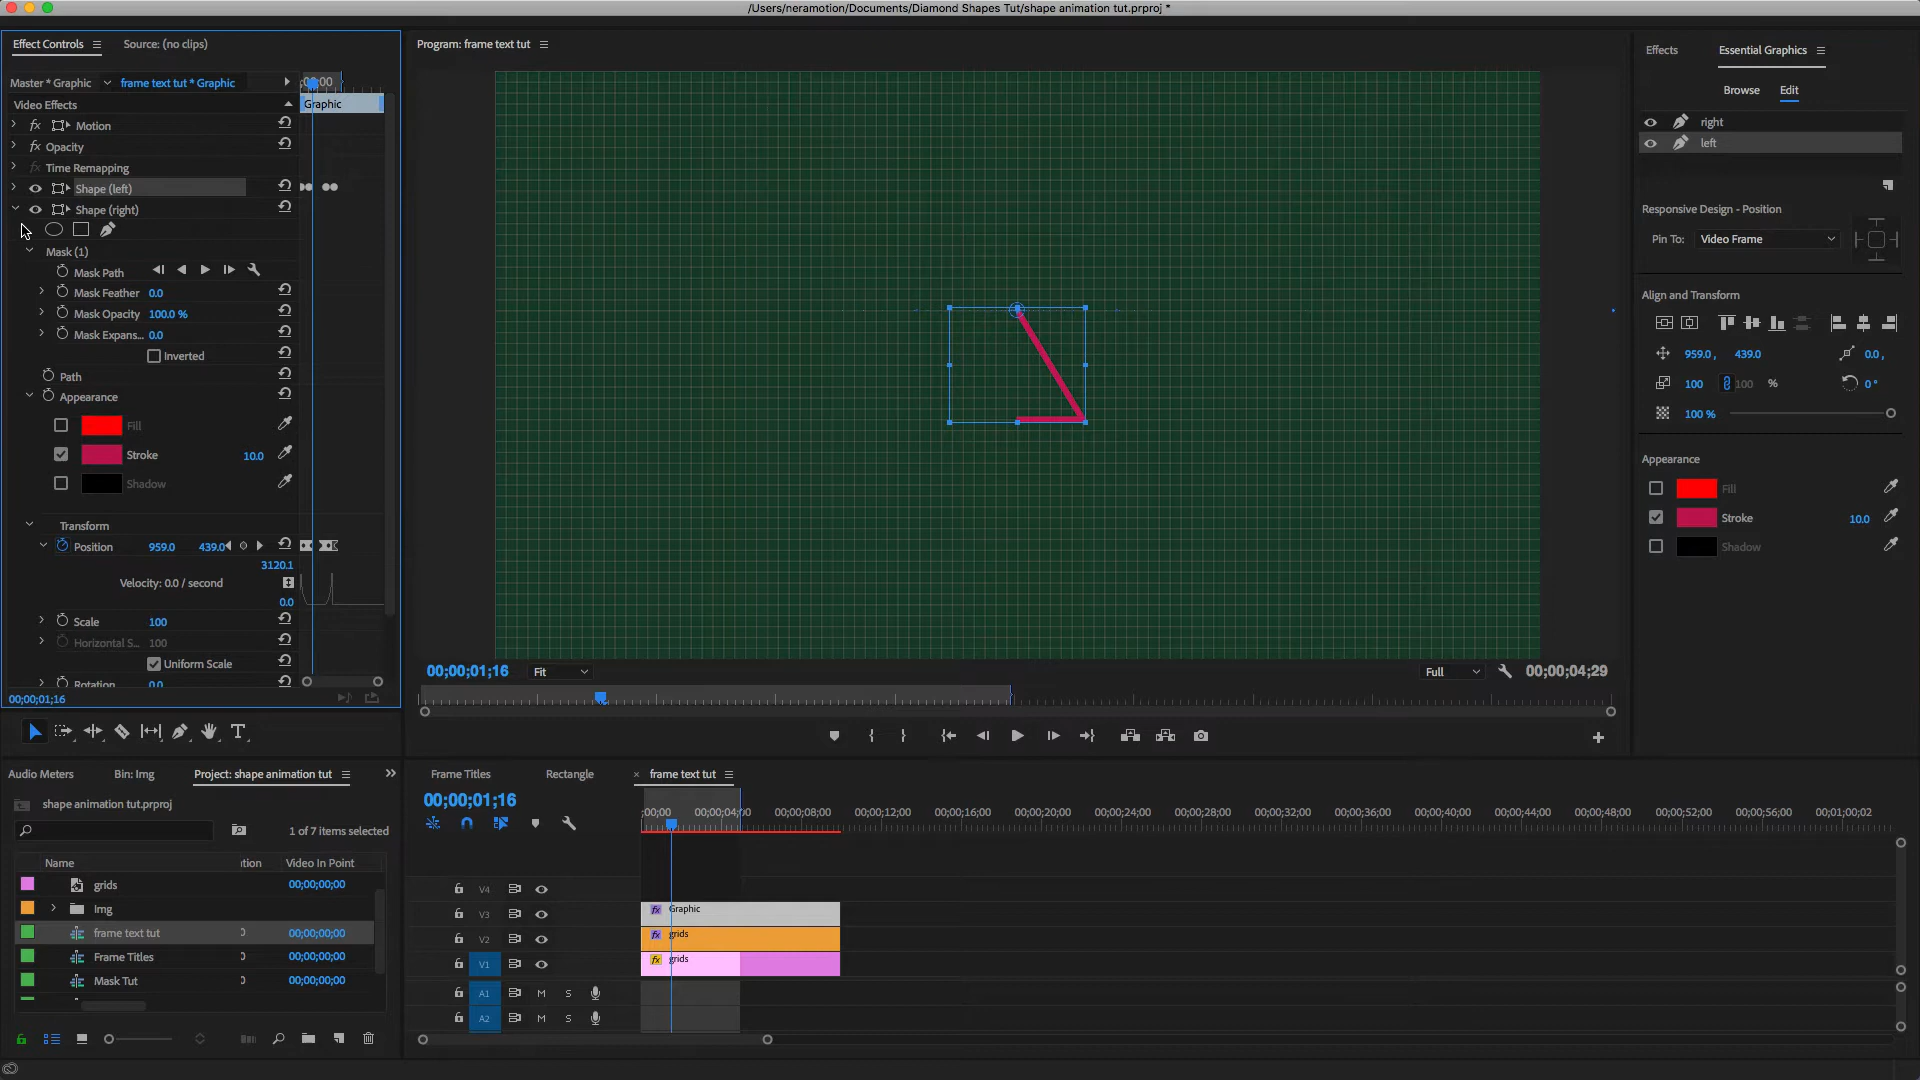 /Users/neramotion/Documents/Diamond Shapes Tut/shape animation tut.prproj *
Effect Controls
Source: (no clips)
Program: frame text tut
Effects
Essential Graphics
Master * Graphic
frame text tut * Graphic
Browse
Edit
Video Effects
Graphic
fx Motion
fx Opacity
fx Time Remapping
Shape (left)
Shape (right)
Mask (1)
Mask Path
Mask Feather 0.0
Mask Opacity 100.0 %
Mask Expans... 0.0
Inverted
Path
Appearance
Fill
Stroke 10.0
Shadow
Transform
Position 959.0 439.0
3120.1
Velocity: 0.0 / second
0.0
Scale 100
Horizontal S... 100
Uniform Scale
Rotation 0.0
00;00;01;16
right
left
Responsive Design - Position
Pin To: Video Frame
Align and Transform
959.0 , 439.0 0.0 ,
100 100 % 0 °
100 %
Appearance
Fill
Stroke 10.0
Shadow
00;00;01;16 Fit Full 00;00;04;29
Audio Meters
Bin: Img
Project: shape animation tut
Frame Titles
Rectangle
frame text tut
shape animation tut.prproj
1 of 7 items selected
Name
Video In Point
grids 00;00;00;00
Img
frame text tut 00;00;00;00
Frame Titles 00;00;00;00
Mask Tut 00;00;00;00
00;00;01;16
00;00;08;00 00;00;12;00 00;00;16;00 00;00;20;00 00;00;24;00 00;00;28;00 00;00;32;00 00;00;36;00 00;00;40;00 00;00;44;00 00;00;48;00 00;00;52;00 00;00;56;00 00;01;00;02
V4
V3 fx Graphic
V2 fx grids
V1 fx grids
A1 M S
A2 M S